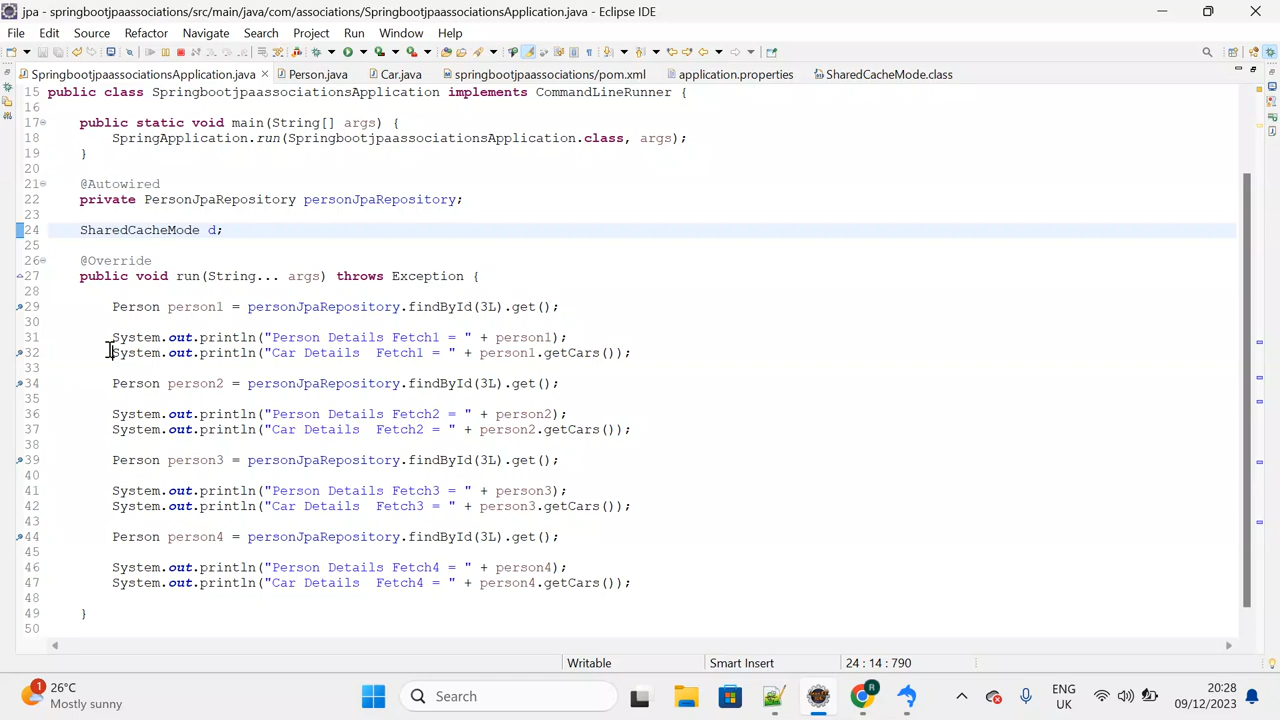 jpa - springbootjpaassociations/src/main/java/com/associations/SpringbootjpaassociationsApplication.java - Eclipse IDE
File Edit Source Refactor Navigate Search Project Run Window Help
SpringbootjpaassociationsApplication.java Person.java Car.java springbootjpaassociations/pom.xml application.properties SharedCacheMode.class
15 public class SpringbootjpaassociationsApplication implements CommandLineRunner {
16
17 public static void main(String[] args) {
18 SpringApplication.run(SpringbootjpaassociationsApplication.class, args);
19 }
20
21 @Autowired
22 private PersonJpaRepository personJpaRepository;
23
24 SharedCacheMode d;
25
26 @Override
27 public void run(String... args) throws Exception {
28
29 Person person1 = personJpaRepository.findById(3L).get();
30
31 System.out.println("Person Details Fetch1 = " + person1);
32 System.out.println("Car Details  Fetch1 = " + person1.getCars());
33
34 Person person2 = personJpaRepository.findById(3L).get();
35
36 System.out.println("Person Details Fetch2 = " + person2);
37 System.out.println("Car Details  Fetch2 = " + person2.getCars());
38
39 Person person3 = personJpaRepository.findById(3L).get();
40
41 System.out.println("Person Details Fetch3 = " + person3);
42 System.out.println("Car Details  Fetch3 = " + person3.getCars());
43
44 Person person4 = personJpaRepository.findById(3L).get();
45
46 System.out.println("Person Details Fetch4 = " + person4);
47 System.out.println("Car Details  Fetch4 = " + person4.getCars());
48
49 }
50
Writable Smart Insert 24 : 14 : 790
1 26°C
Mostly sunny
Search
R
ENG
UK
20:28
09/12/2023